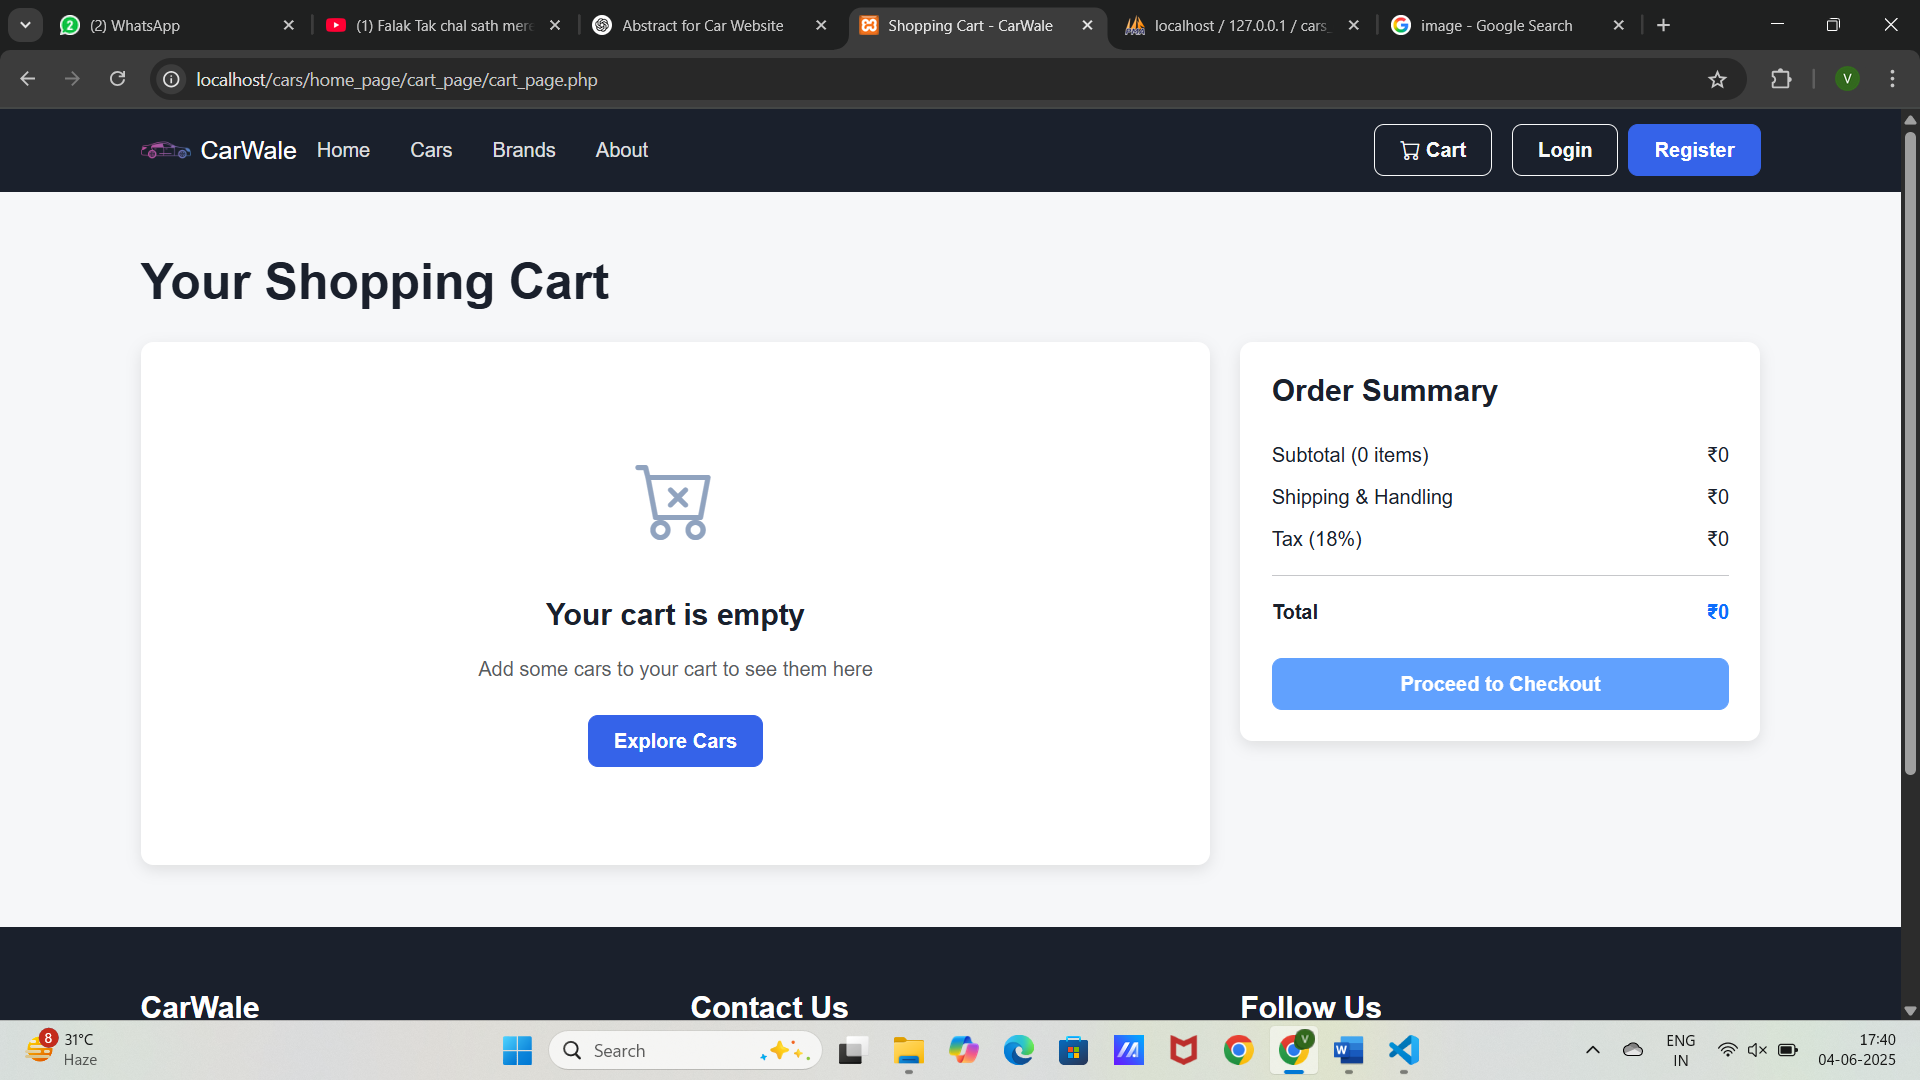 2
(2) WhatsApp
(1) Falak Tak chal sath mere
Abstract for Car Website
Shopping Cart - CarWale
localhost / 127.0.0.1 / cars_
image - Google Search
localhost/cars/home_page/cart_page/cart_page.php
V
CarWale
Home
Cars
Brands
About
Cart
Login
Register
Your Shopping Cart
Your cart is empty
Add some cars to your cart to see them here
Explore Cars
Order Summary
Subtotal (0 items) ₹0
Shipping & Handling ₹0
Tax (18%) ₹0
Total ₹0
Proceed to Checkout
CarWale
Contact Us
Follow Us
8
31°C
Haze
Search
V
W
ENG
IN
17:40
04-06-2025